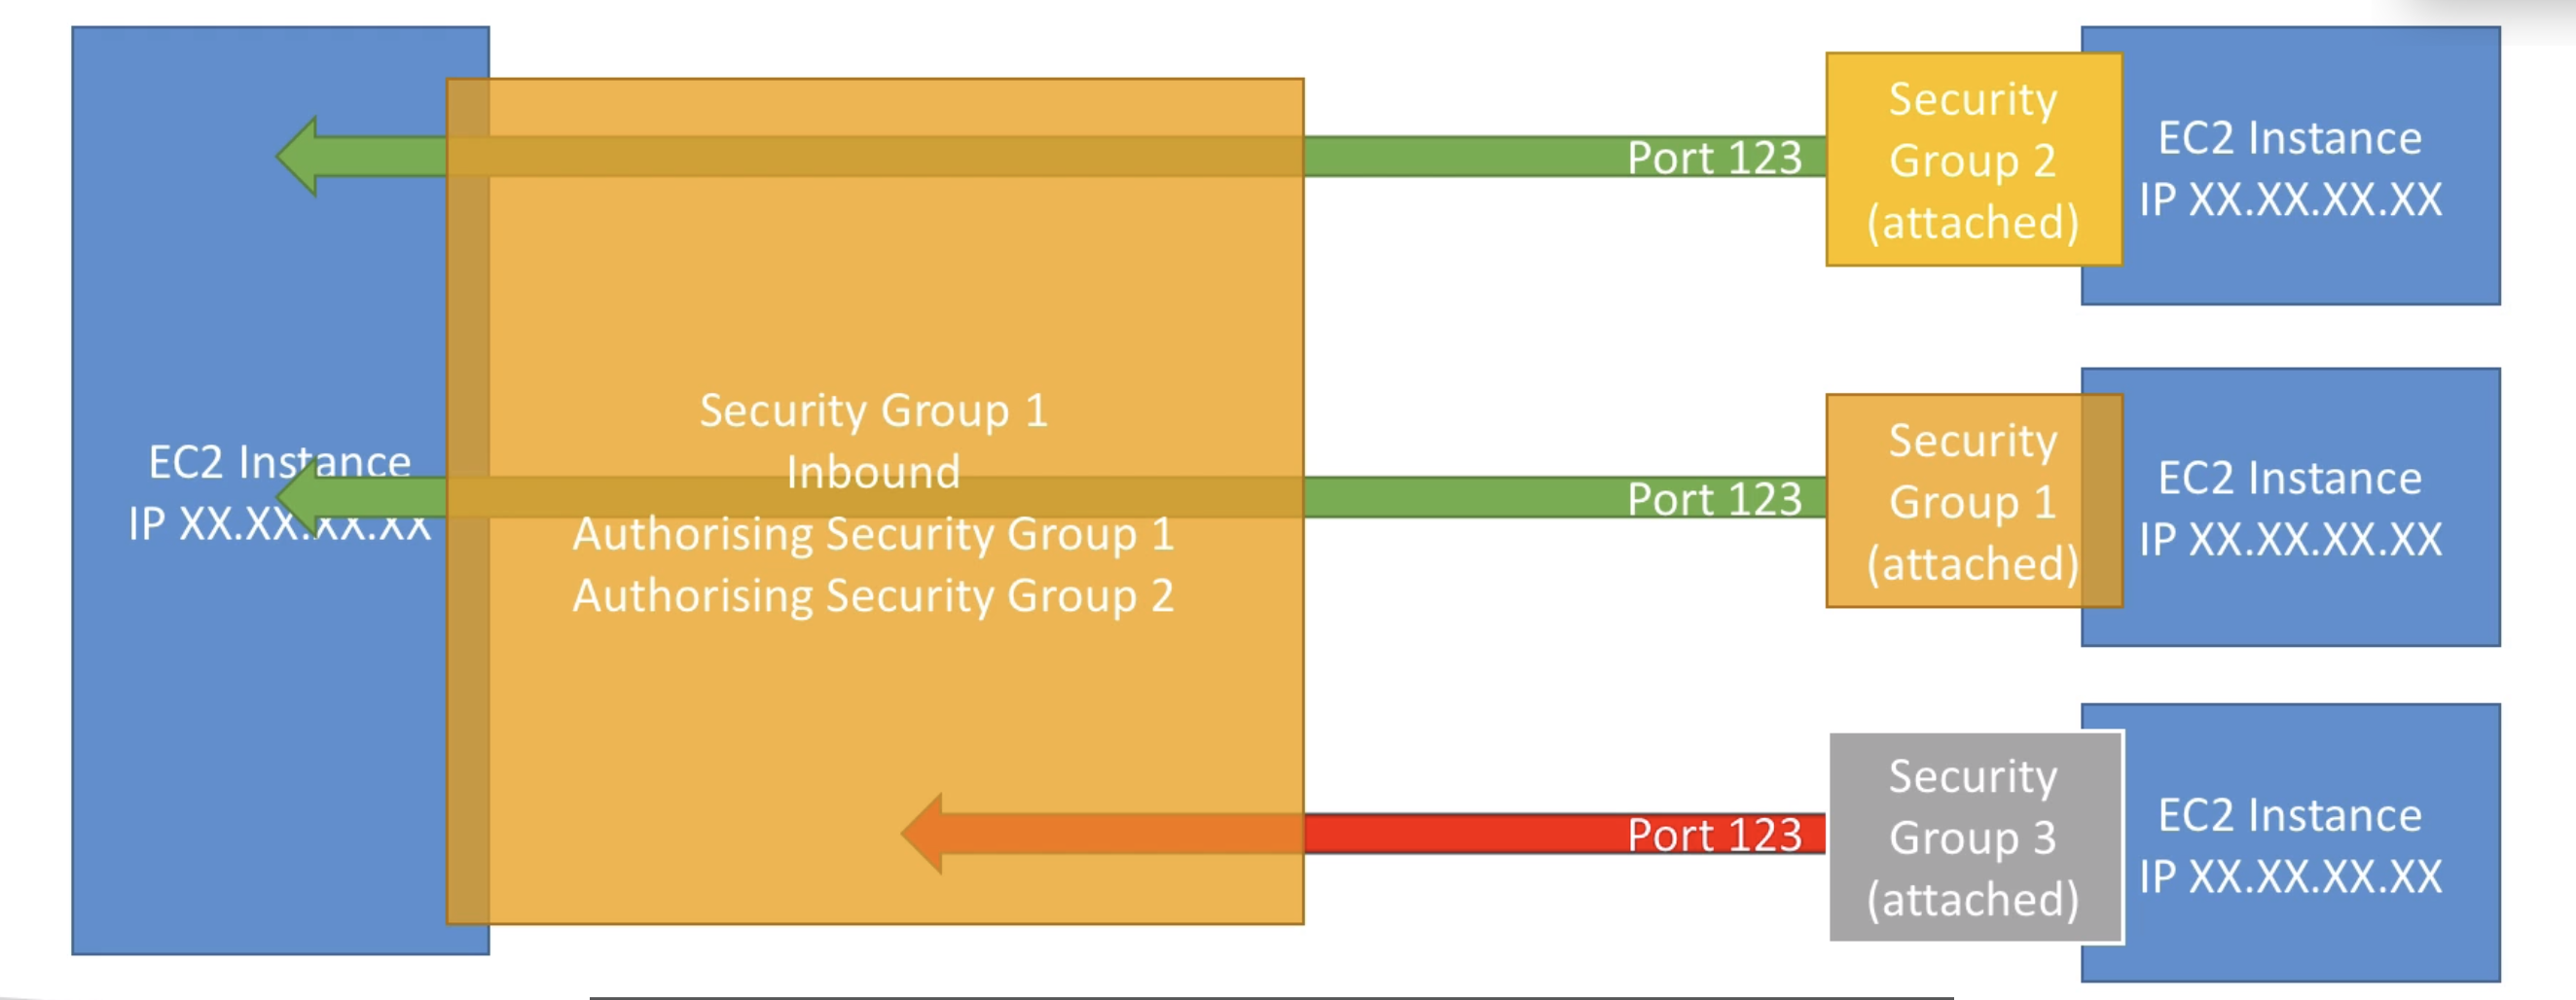 EC2 Instance
IP XX.XX.XX.XX
Security Group 1
Inbound
Authorising Security Group 1
Authorising Security Group 2
Port 123
Security
Group 2
(attached)
EC2 Instance
IP XX.XX.XX.XX
Port 123
Security
Group 1
(attached)
EC2 Instance
IP XX.XX.XX.XX
Port 123
Security
Group 3
(attached)
EC2 Instance
IP XX.XX.XX.XX